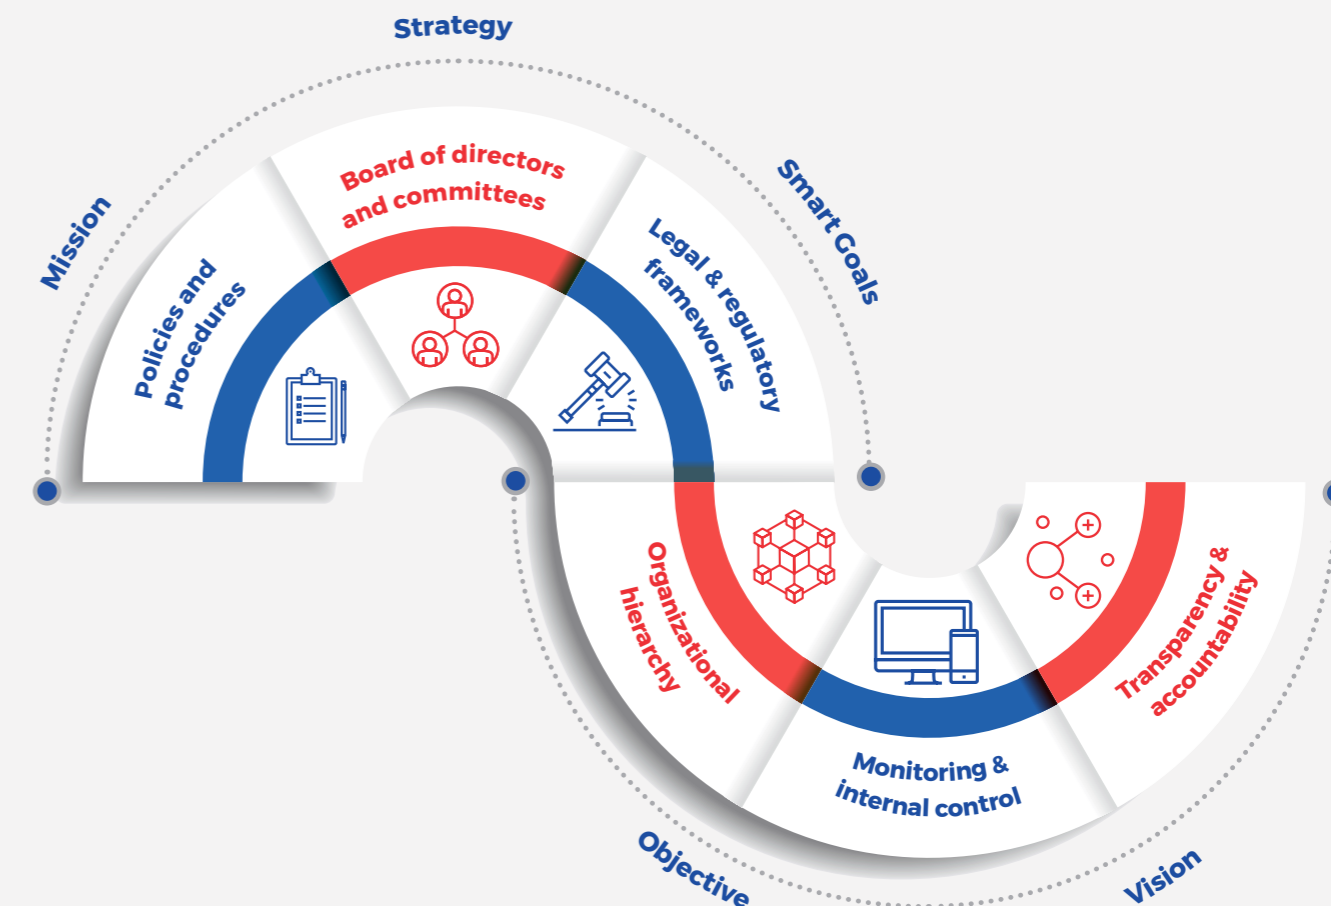 Strategy
Mission
Smart Goals
Policies and
procedures
Board of directors
and committees
Legal & regulatory
frameworks
Organizational
hierarchy
Monitoring &
internal control
Transparency &
accountability
Objective
Vision